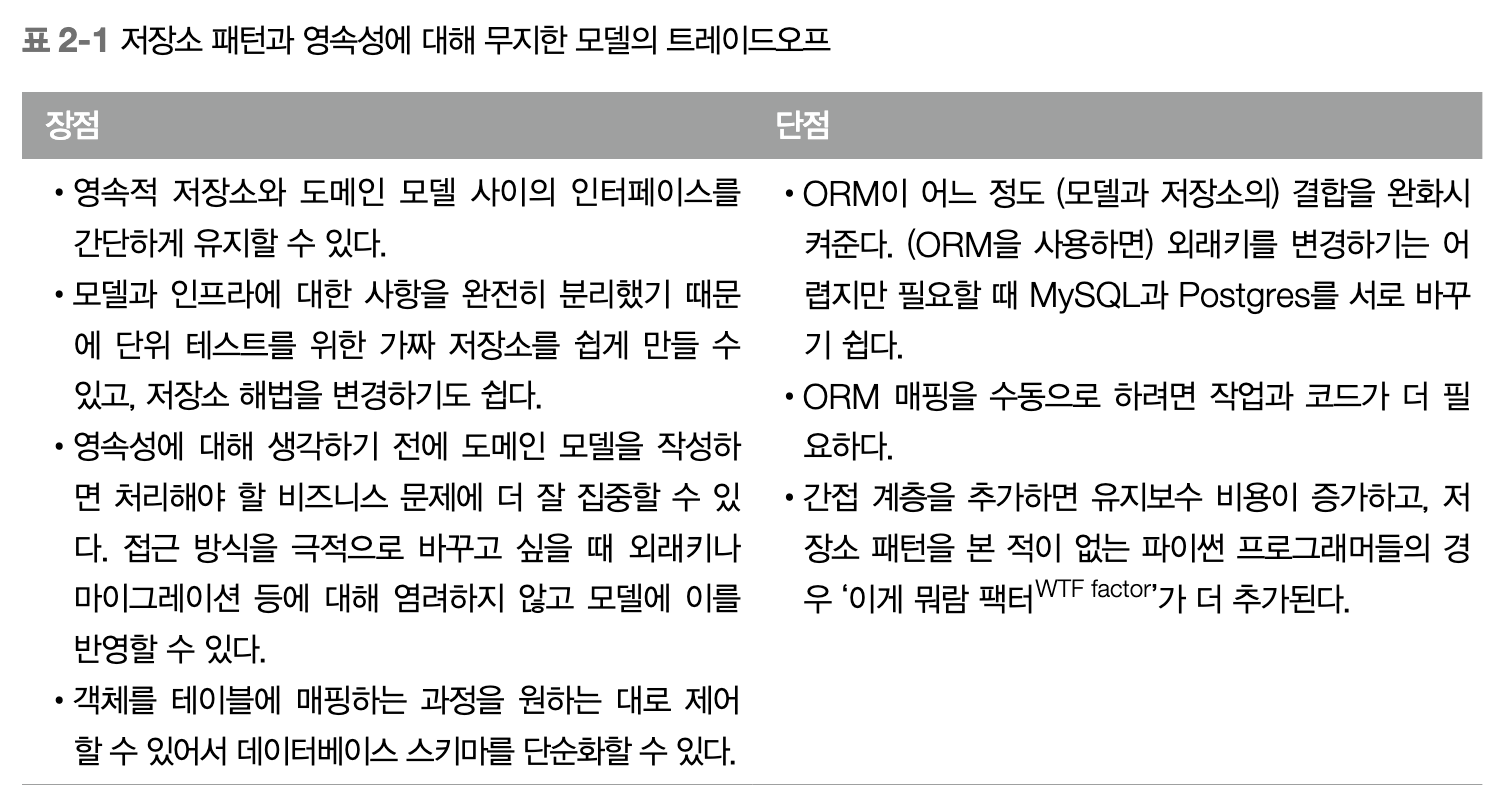 표 2-1 저장소 패턴과 영속성에 대해 무지한 모델의 트레이드오프
장점
• 영속적 저장소와 도메인 모델 사이의 인터페이스를
간단하게 유지할 수 있다.
• 모델과 인프라에 대한 사항을 완전히 분리했기 때문
에 단위 테스트를 위한 가짜 저장소를 쉽게 만들 수
있고, 저장소 해법을 변경하기도 쉽다.
• 영속성에 대해 생각하기 전에 도메인 모델을 작성하
면 처리해야 할 비즈니스 문제에 더 잘 집중할 수 있
다. 접근 방식을 극적으로 바꾸고 싶을 때 외래키나
마이그레이션 등에 대해 염려하지 않고 모델에 이를
반영할 수 있다.
• 객체를 테이블에 매핑하는 과정을 원하는 대로 제어
할 수 있어서 데이터베이스 스키마를 단순화할 수 있다.
단점
• ORM이 어느 정도 (모델과 저장소의) 결합을 완화시
켜준다. (ORM을 사용하면) 외래키를 변경하기는 어
렵지만 필요할 때 MySQL과 Postgres를 서로 바꾸
기 쉽다.
• ORM 매핑을 수동으로 하려면 작업과 코드가 더 필
요하다.
• 간접 계층을 추가하면 유지보수 비용이 증가하고, 저
장소 패턴을 본 적이 없는 파이썬 프로그래머들의 경
우 ‘이게 뭐람 팩터WTF factor’가 더 추가된다.